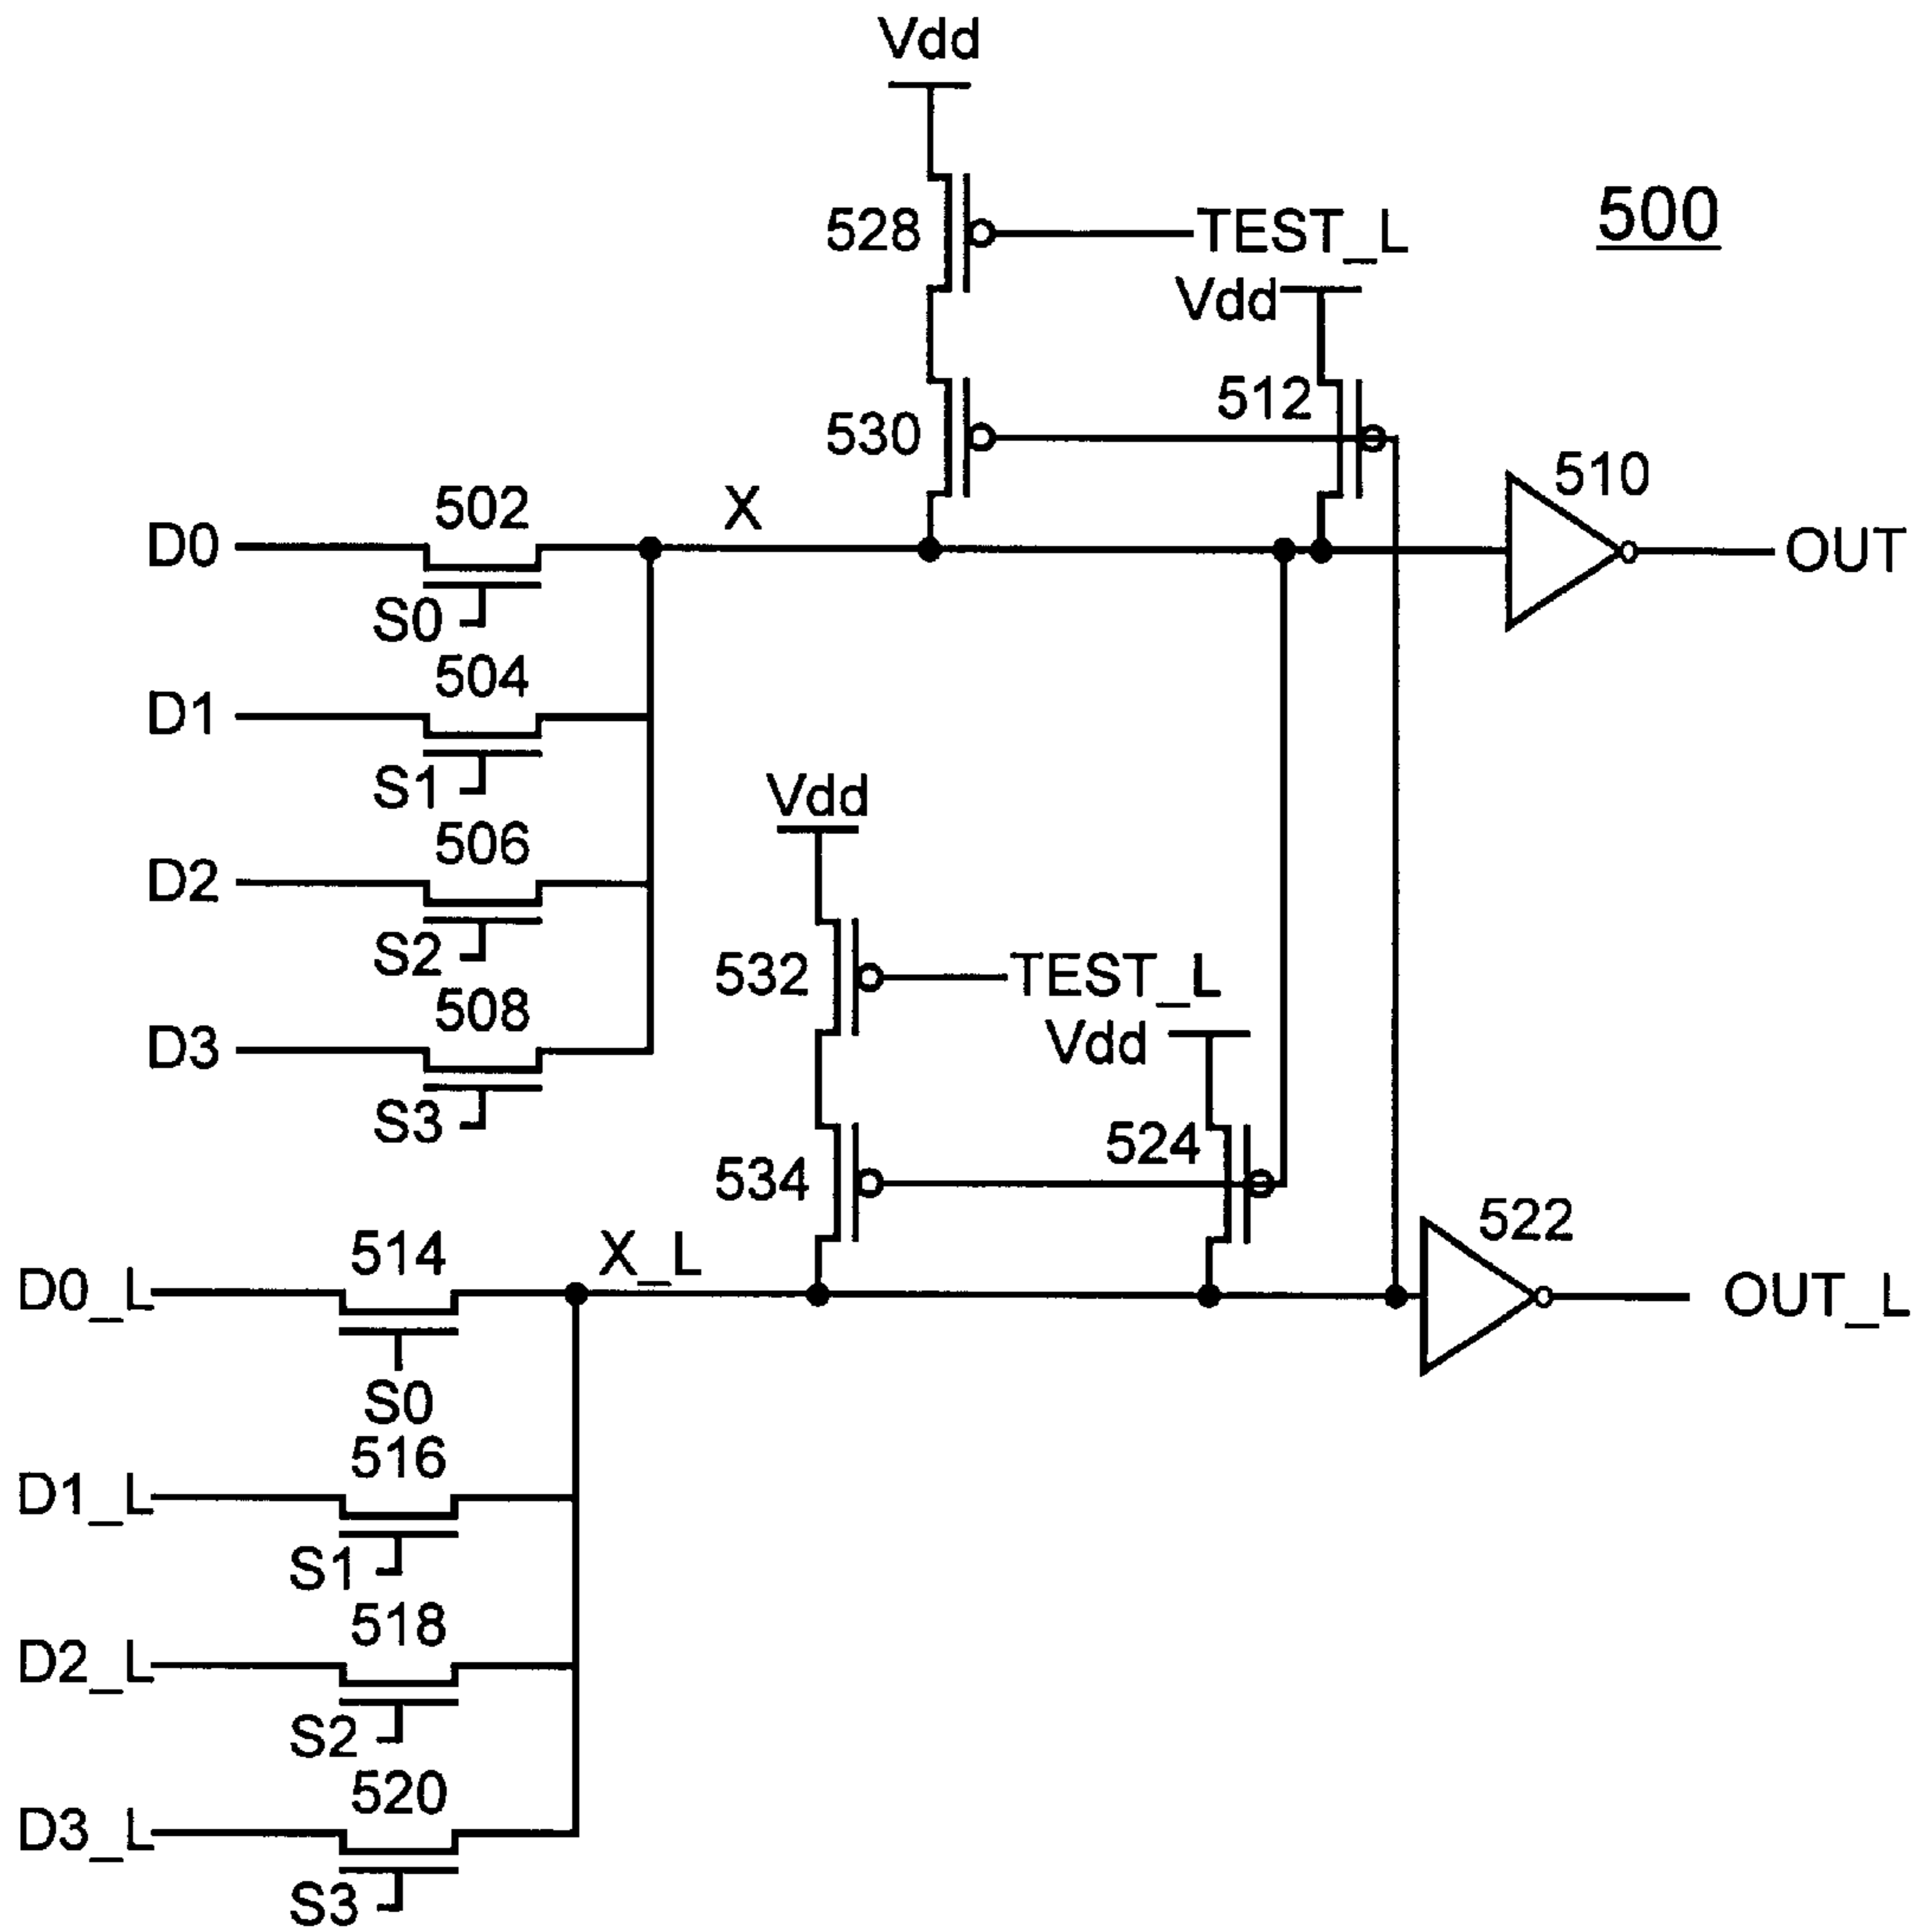 Vdd
500
528
TEST_L
Vdd
512
530
510
502
X
D0
OUT
S0
504
D1
S1
Vdd
506
D2
S2
532
TEST_L
508
Vdd
D3
S3
524
534
522
514
X_L
D0_L
OUT_L
S0
516
D1_L
S1
518
D2_L
S2
520
D3_L
S3